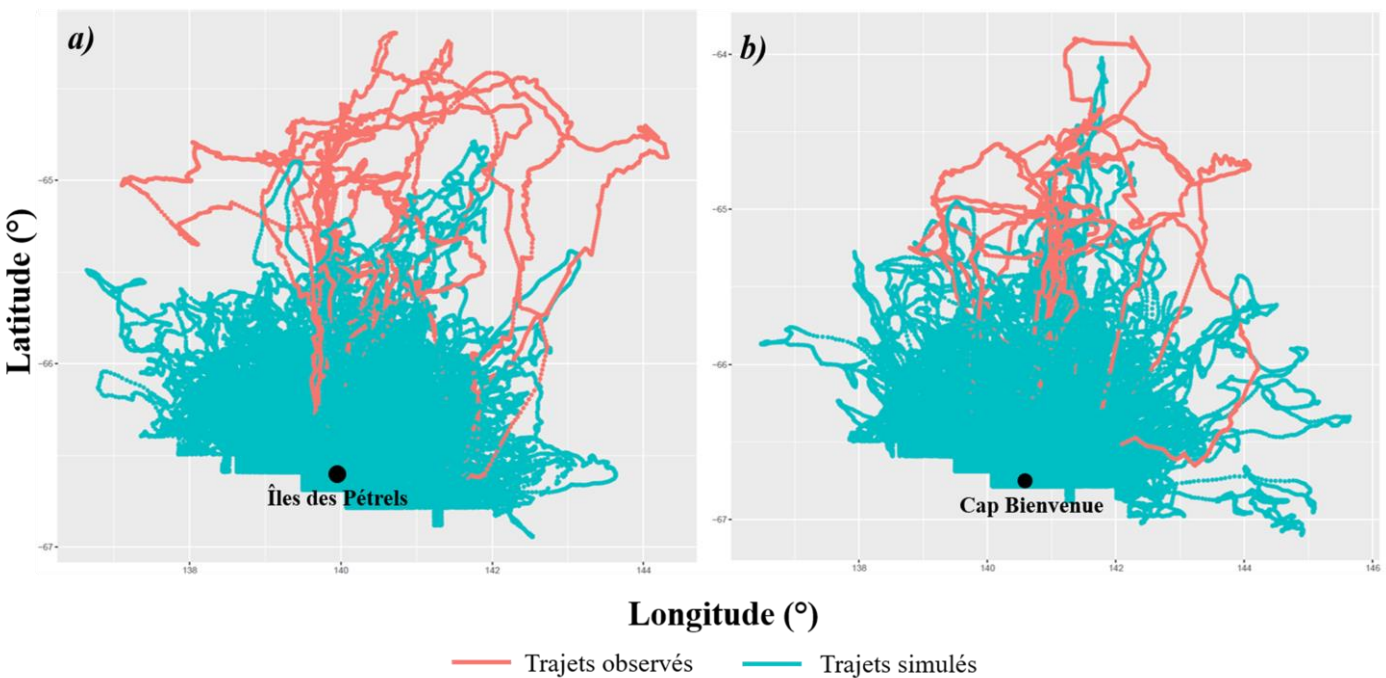 a)
b)
-64
-65
-65
-66
-66
-67
-67
Îles des Pétrels
Cap Bienvenue
138 140 142 144
138 140 142 144 146
Latitude (°)
Longitude (°)
Trajets observés Trajets simulés